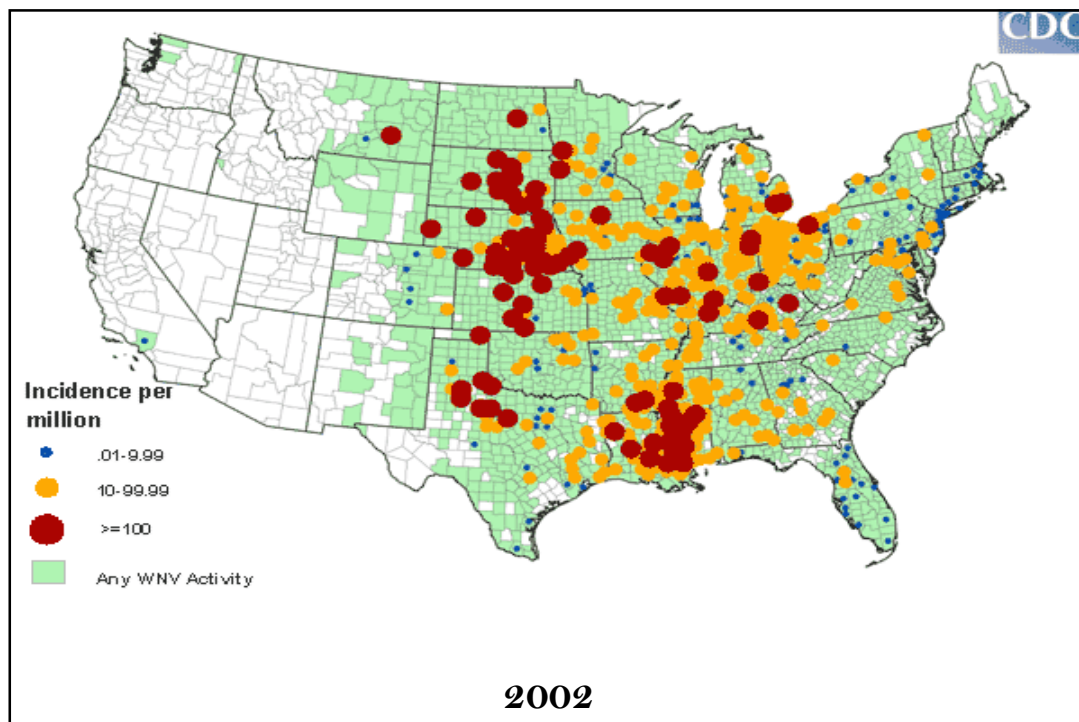 CDC
Incidence per
million
.01-9.99
10-99.99
>=100
Any WNV Activity
2002